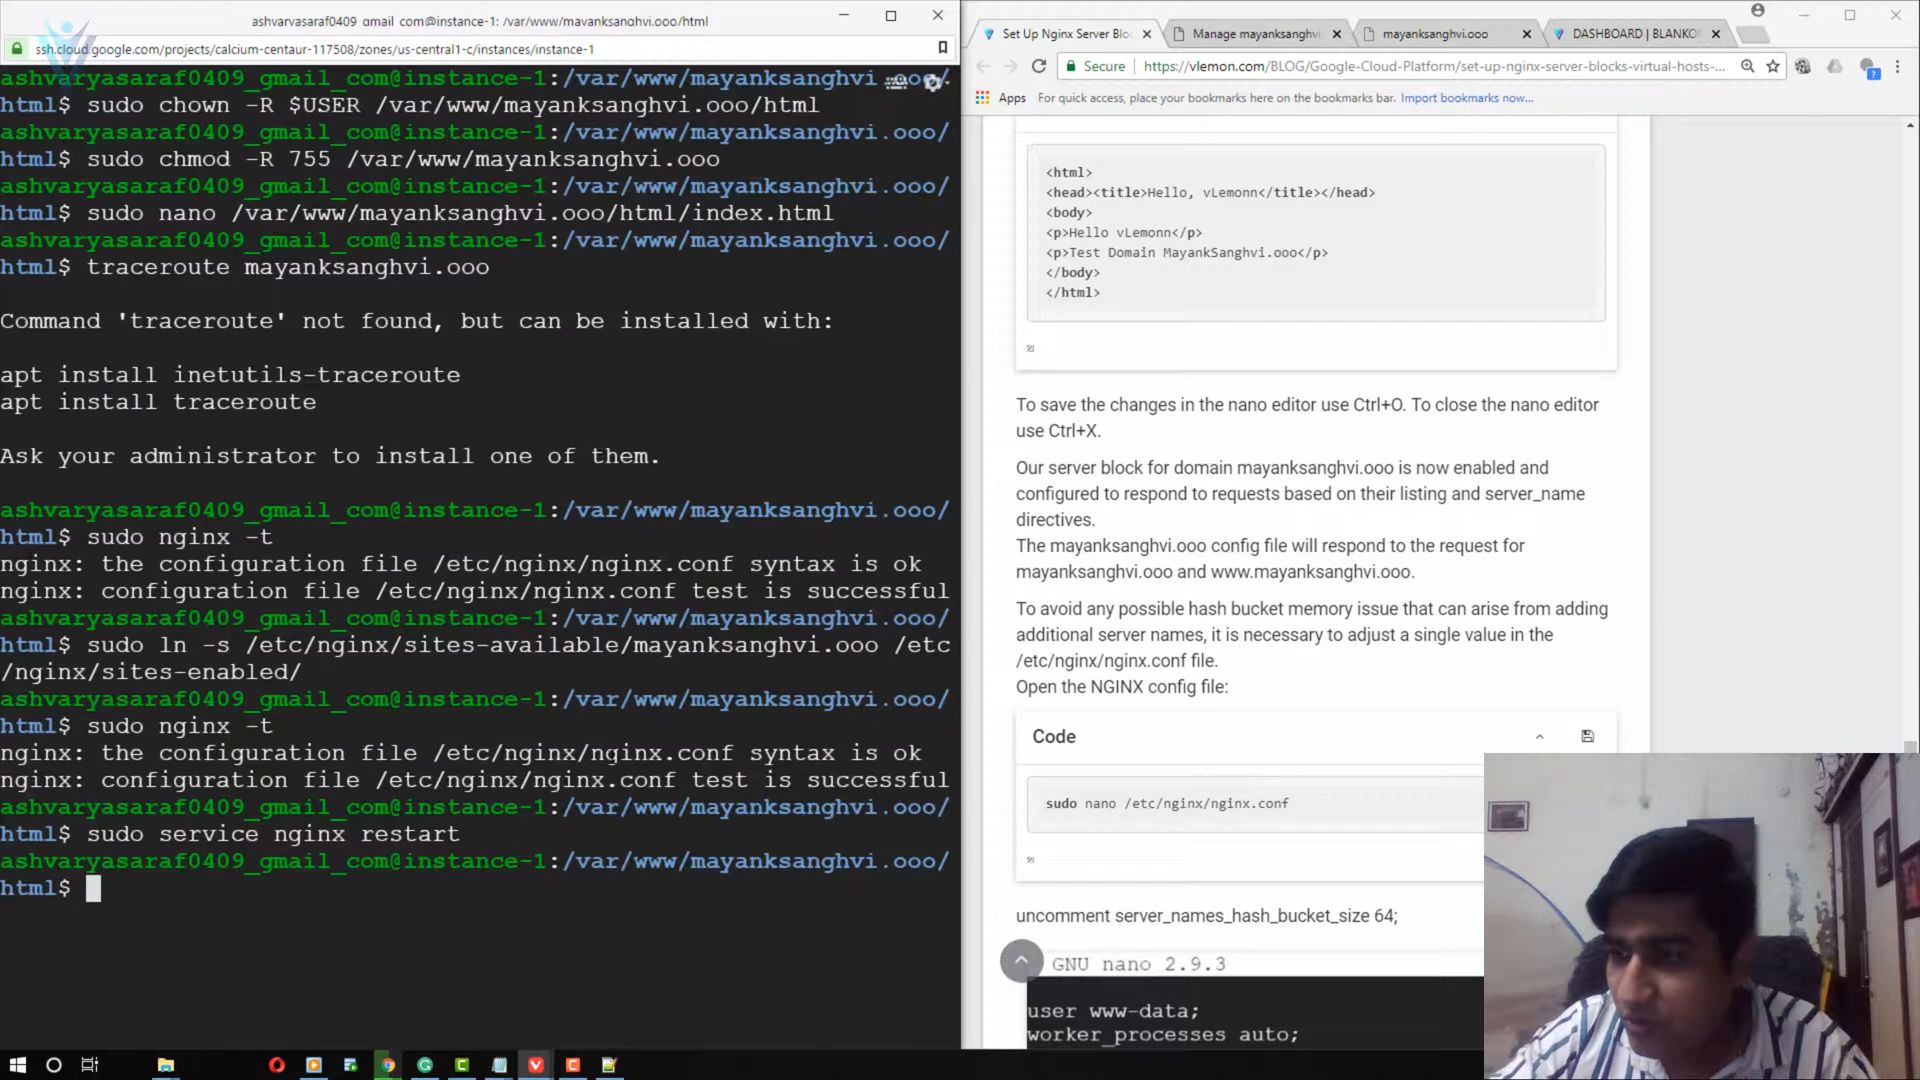 ashvaryasaraf0409_gmail_com@instance-1: /var/www/mayanksanghvi.ooo/html
ssh.cloud.google.com/projects/calcium-centaur-117508/zones/us-central1-c/instances/instance-1
ashvaryasaraf0409_gmail_com@instance-1:/var/www/mayanksanghvi.ooo/
html$ sudo chown -R $USER /var/www/mayanksanghvi.ooo/html
ashvaryasaraf0409_gmail_com@instance-1:/var/www/mayanksanghvi.ooo/
html$ sudo chmod -R 755 /var/www/mayanksanghvi.ooo
ashvaryasaraf0409_gmail_com@instance-1:/var/www/mayanksanghvi.ooo/
html$ sudo nano /var/www/mayanksanghvi.ooo/html/index.html
ashvaryasaraf0409_gmail_com@instance-1:/var/www/mayanksanghvi.ooo/
html$ traceroute mayanksanghvi.ooo
Command 'traceroute' not found, but can be installed with:
apt install inetutils-traceroute
apt install traceroute
Ask your administrator to install one of them.
ashvaryasaraf0409_gmail_com@instance-1:/var/www/mayanksanghvi.ooo/
html$ sudo nginx -t
nginx: the configuration file /etc/nginx/nginx.conf syntax is ok
nginx: configuration file /etc/nginx/nginx.conf test is successful
ashvaryasaraf0409_gmail_com@instance-1:/var/www/mayanksanghvi.ooo/
html$ sudo ln -s /etc/nginx/sites-available/mayanksanghvi.ooo /etc
/nginx/sites-enabled/
ashvaryasaraf0409_gmail_com@instance-1:/var/www/mayanksanghvi.ooo/
html$ sudo nginx -t
nginx: the configuration file /etc/nginx/nginx.conf syntax is ok
nginx: configuration file /etc/nginx/nginx.conf test is successful
ashvaryasaraf0409_gmail_com@instance-1:/var/www/mayanksanghvi.ooo/
html$ sudo service nginx restart
ashvaryasaraf0409_gmail_com@instance-1:/var/www/mayanksanghvi.ooo/
html$
Set Up Nginx Server Bloc
Manage mayanksanghvi
mayanksanghvi.ooo
DASHBOARD | BLANKO
Secure
https://vlemon.com/BLOG/Google-Cloud-Platform/set-up-nginx-server-blocks-virtual-hosts-...
Apps
For quick access, place your bookmarks here on the bookmarks bar. Import bookmarks now...
<html>
<head><title>Hello, vLemonn</title></head>
<body>
<p>Hello vLemonn</p>
<p>Test Domain MayankSanghvi.ooo</p>
</body>
</html>
To save the changes in the nano editor use Ctrl+O. To close the nano editor
use Ctrl+X.
Our server block for domain mayanksanghvi.ooo is now enabled and
configured to respond to requests based on their listing and server_name
directives.
The mayanksanghvi.ooo config file will respond to the request for
mayanksanghvi.ooo and www.mayanksanghvi.ooo.
To avoid any possible hash bucket memory issue that can arise from adding
additional server names, it is necessary to adjust a single value in the
/etc/nginx/nginx.conf file.
Open the NGINX config file:
Code
sudo nano /etc/nginx/nginx.conf
uncomment server_names_hash_bucket_size 64;
GNU nano 2.9.3
user www-data;
worker_processes auto;